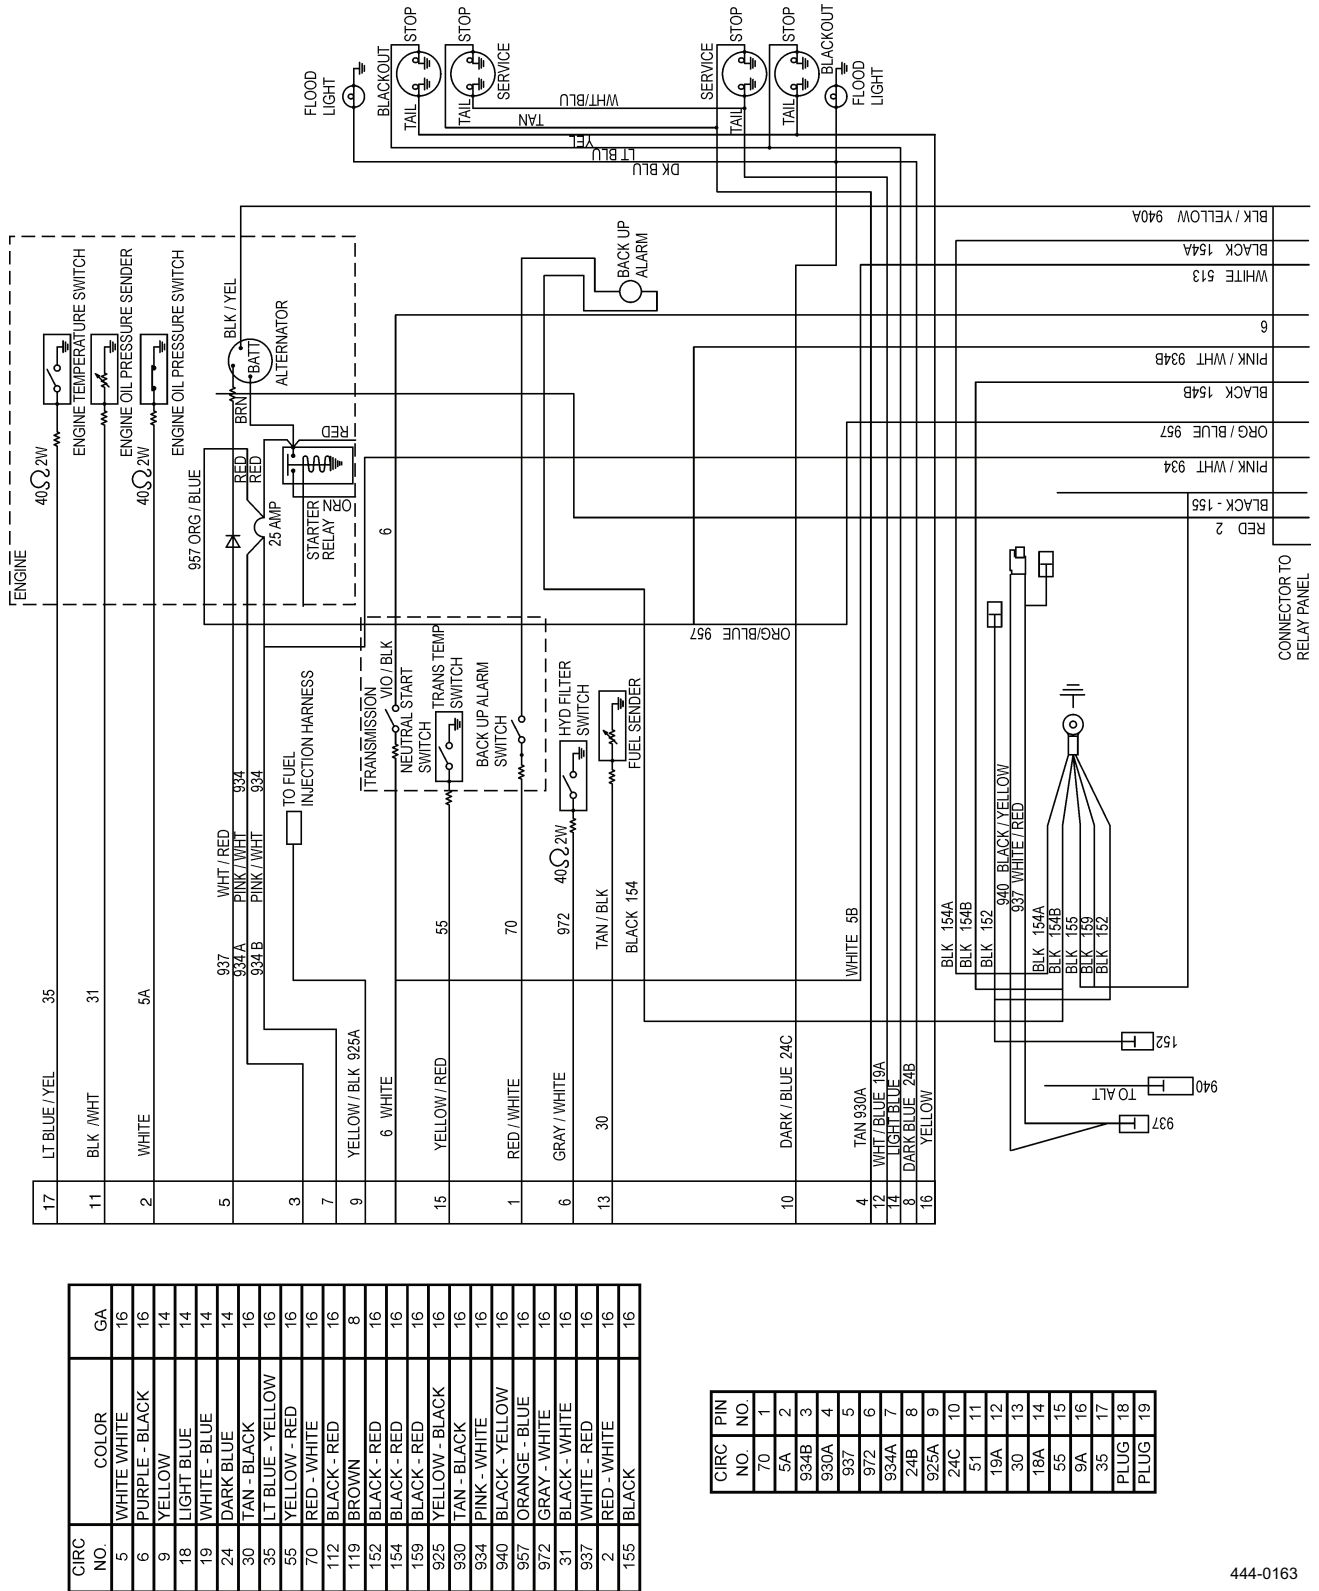 STOP
STOP
BLACKOUT
SERVICE
FLOOD
LIGHT
TAIL
TAIL
STOP
STOP
SERVICE
BLACKOUT
FLOOD
LIGHT
TAIL
TAIL
WHT/BLU
TAN
YEL
LT BLU
DK BLU
ENGINE
ENGINE TEMPERATURE SWITCH
ENGINE OIL PRESSURE SENDER
ENGINE OIL PRESSURE SWITCH
40Ω 2W
40Ω 2W
BLK / YEL
BATT
ALTERNATOR
BRN
RED
RED
RED
957 ORG / BLUE
25 AMP
STARTER
RELAY
ORN
BACK UP
ALARM
6
BLK / YELLOW 940A
BLACK 154A
WHITE 513
6
PINK / WHT 934B
BLACK 154B
ORG / BLUE 957
PINK / WHT 934
BLACK - 155
RED 2
CONNECTOR TO
RELAY PANEL
ORG/BLUE 957
TRANSMISSION
VIO / BLK
NEUTRAL START
SWITCH
TRANS TEMP
SWITCH
BACK UP ALARM
SWITCH
HYD FILTER
SWITCH
FUEL SENDER
TO FUEL
INJECTION HARNESS
934
934
WHT / RED
PINK / WHT
PINK / WHT
937
934 A
934 B
40Ω 2W
55
70
972
TAN / BLK
BLACK 154
WHITE 5B
BLK 154A
BLK 154B
BLK 152
940 BLACK / YELLOW
937 WHITE / RED
BLK 154A
BLK 154B
BLK 155
BLK 159
BLK 152
152
940
TO ALT
937
35
31
5A
LT BLUE / YEL
BLK /WHT
WHITE
YELLOW / BLK 925A
6 WHITE
YELLOW / RED
RED / WHITE
GRAY / WHITE
30
DARK / BLUE 24C
TAN 930A
WHT / BLUE 19A
LIGHT BLUE
DARK BLUE 24B
YELLOW
17
11
2
5
3
7
9
15
1
6
13
10
4
12
14
8
16
CIRC NO. COLOR GA
5 WHITE WHITE 16
6 PURPLE - BLACK 16
9 YELLOW 14
18 LIGHT BLUE 14
19 WHITE - BLUE 14
24 DARK BLUE 14
30 TAN - BLACK 16
35 LT BLUE - YELLOW 16
55 YELLOW - RED 16
70 RED - WHITE 16
112 BLACK - RED 16
119 BROWN 8
152 BLACK - RED 16
154 BLACK - RED 16
159 BLACK - RED 16
925 YELLOW - BLACK 16
930 TAN - BLACK 16
934 PINK - WHITE 16
940 BLACK - YELLOW 16
957 ORANGE - BLUE 16
972 GRAY - WHITE 16
31 BLACK - WHITE 16
937 WHITE - RED 16
2 RED - WHITE 16
155 BLACK 16
CIRC NO. PIN NO.
70 1
5A 2
934B 3
930A 4
937 5
972 6
934A 7
24B 8
925A 9
24C 10
51 11
19A 12
30 13
18A 14
55 15
9A 16
35 17
PLUG 18
PLUG 19
444-0163